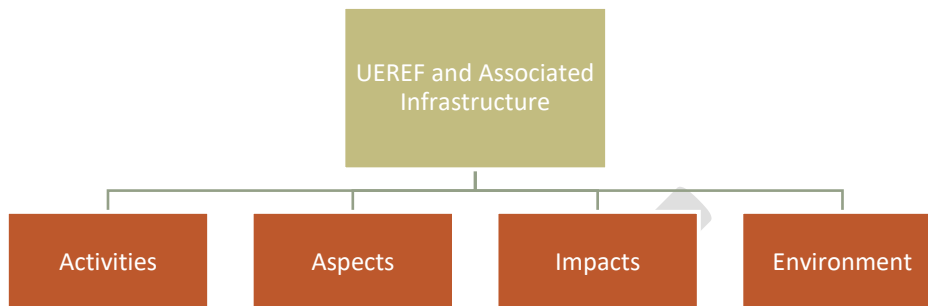 UEREF and Associated
Infrastructure
Activities
Aspects
Impacts
Environment